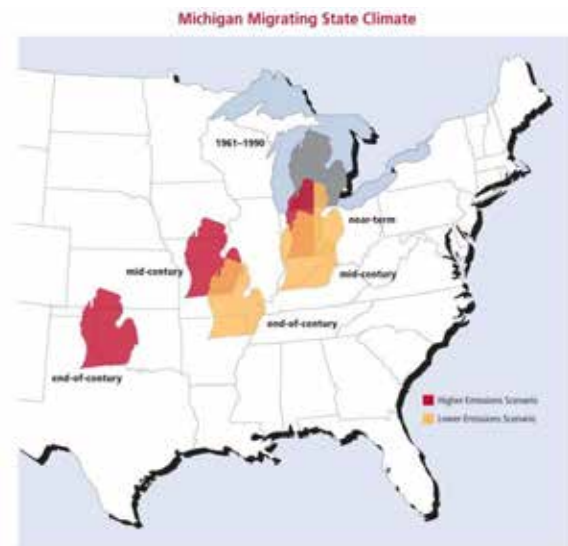 Michigan Migrating State Climate
1961–1990
near-term
mid-century
mid-century
end-of-century
end-of-century
Higher Emissions Scenario
Lower Emissions Scenario